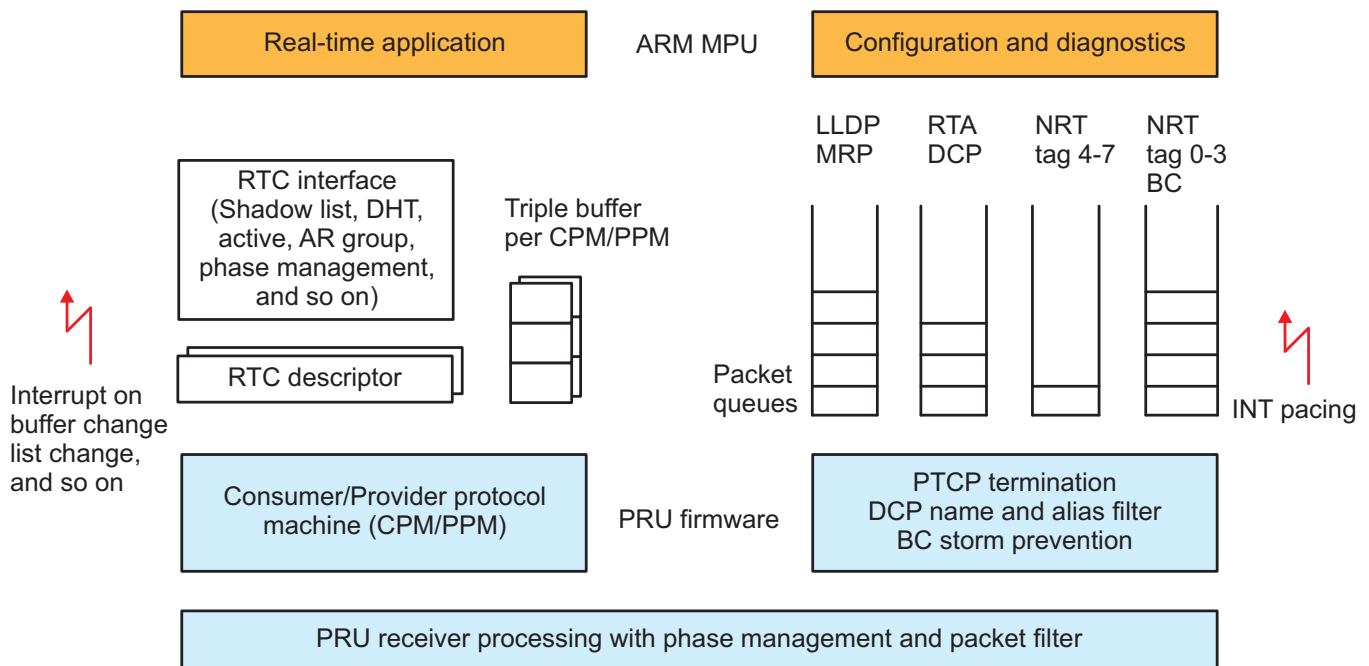 Real-time application
ARM MPU
Configuration and diagnostics
LLDP
MRP
RTA
DCP
NRT
tag 4-7
NRT
tag 0-3
BC
RTC interface
(Shadow list, DHT,
active, AR group,
phase management,
and so on)
Triple buffer
per CPM/PPM
RTC descriptor
Interrupt on
buffer change
list change,
and so on
Packet
queues
INT pacing
Consumer/Provider protocol
machine (CPM/PPM)
PRU firmware
PTCP termination
DCP name and alias filter
BC storm prevention
PRU receiver processing with phase management and packet filter